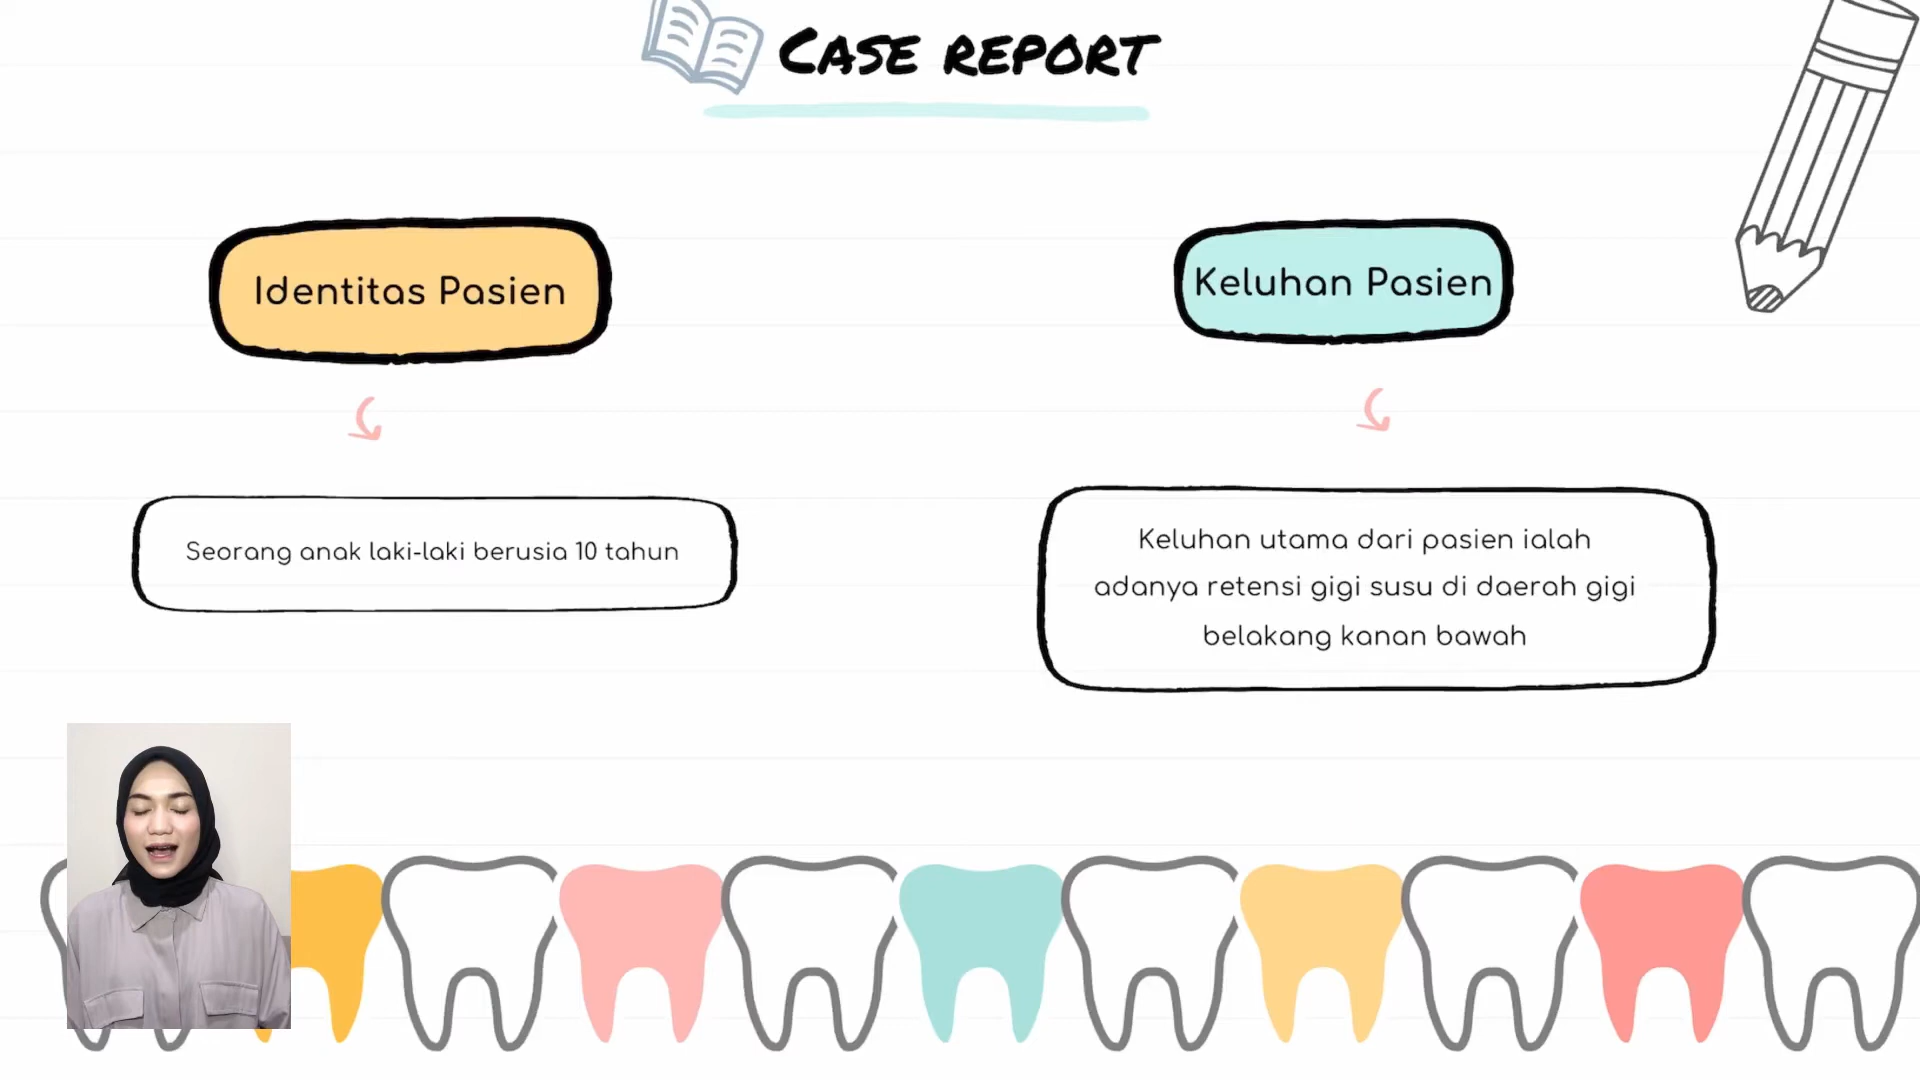 CASE REPORT
Identitas Pasien
Keluhan Pasien
Seorang anak laki-laki berusia 10 tahun
Keluhan utama dari pasien ialah
adanya retensi gigi susu di daerah gigi
belakang kanan bawah